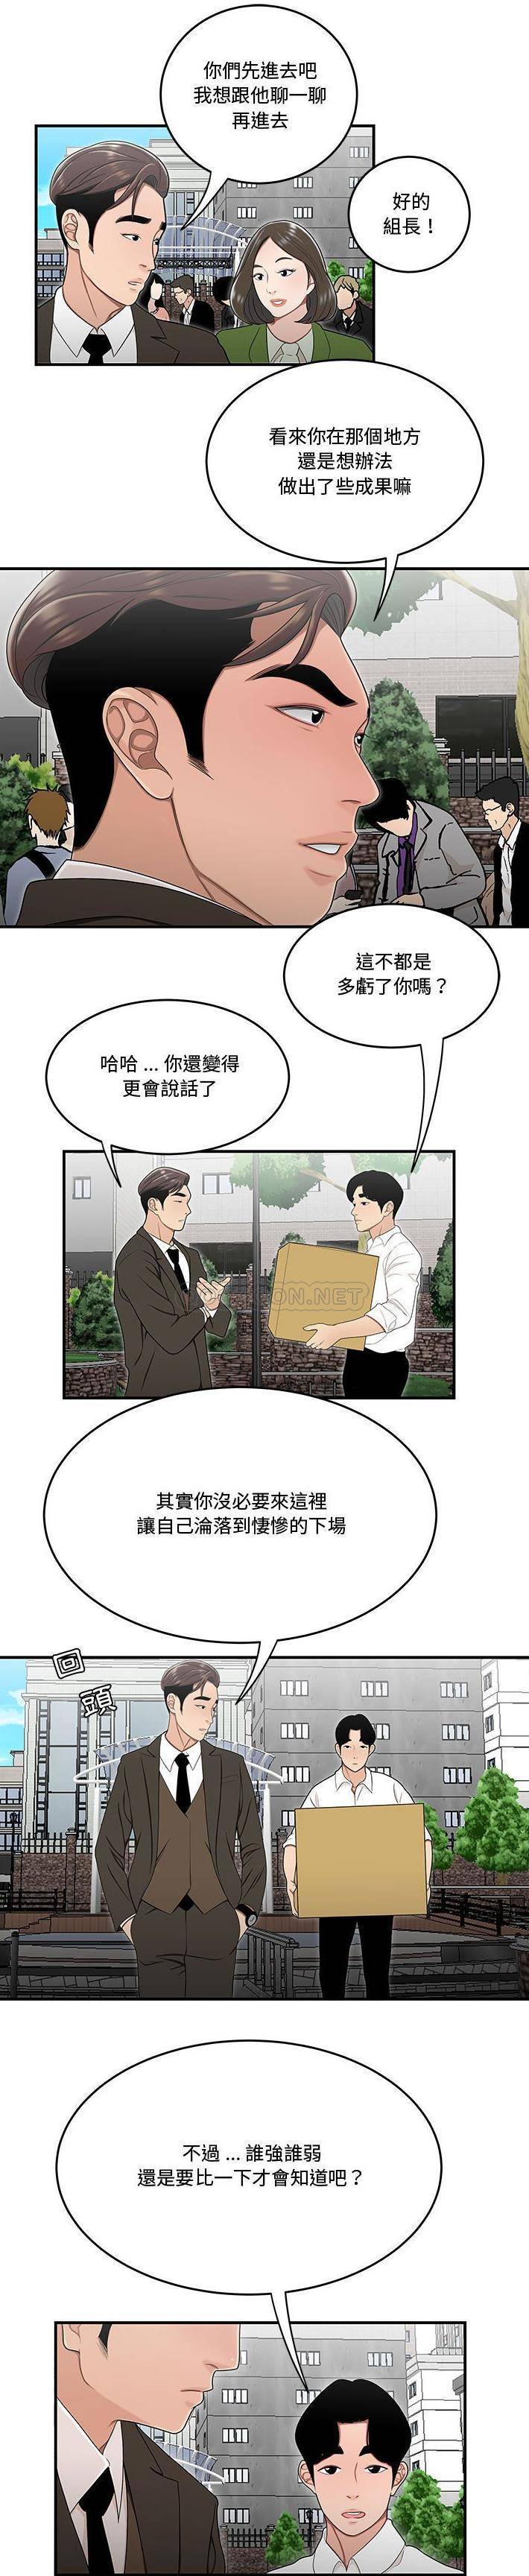 你們先進去吧
我想跟他聊一聊
再進去
好的
組長！
看來你在那個地方
還是想辦法
做出了些成果嘛
這不都是
多虧了你嗎？
哈哈 ... 你還變得
更會說話了
其實你沒必要來這裡
讓自己淪落到悽慘的下場
回
頭
不過 ... 誰強誰弱
還是要比一下才會知道吧？